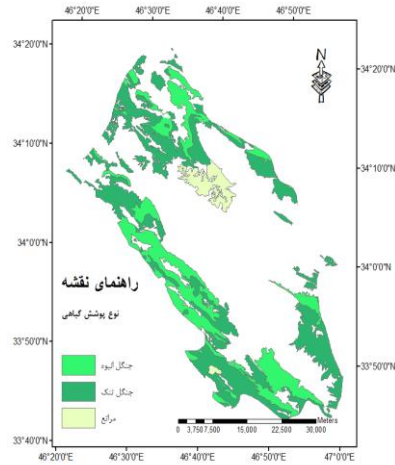 46°20'0"E 46°30'0"E 46°40'0"E 46°50'0"E
34°20'0"N
34°10'0"N
34°0'0"N
33°50'0"N
33°40'0"N
N
34°20'0"N
34°10'0"N
34°0'0"N
33°50'0"N
راهنمای نقشه
نوع پوشش گیاهی
جنگل انبوه
جنگل تنک
مراتع
Meters
0 3,750 7,500 15,000 22,500 30,000
46°20'0"E 46°30'0"E 46°40'0"E 46°50'0"E 47°0'0"E